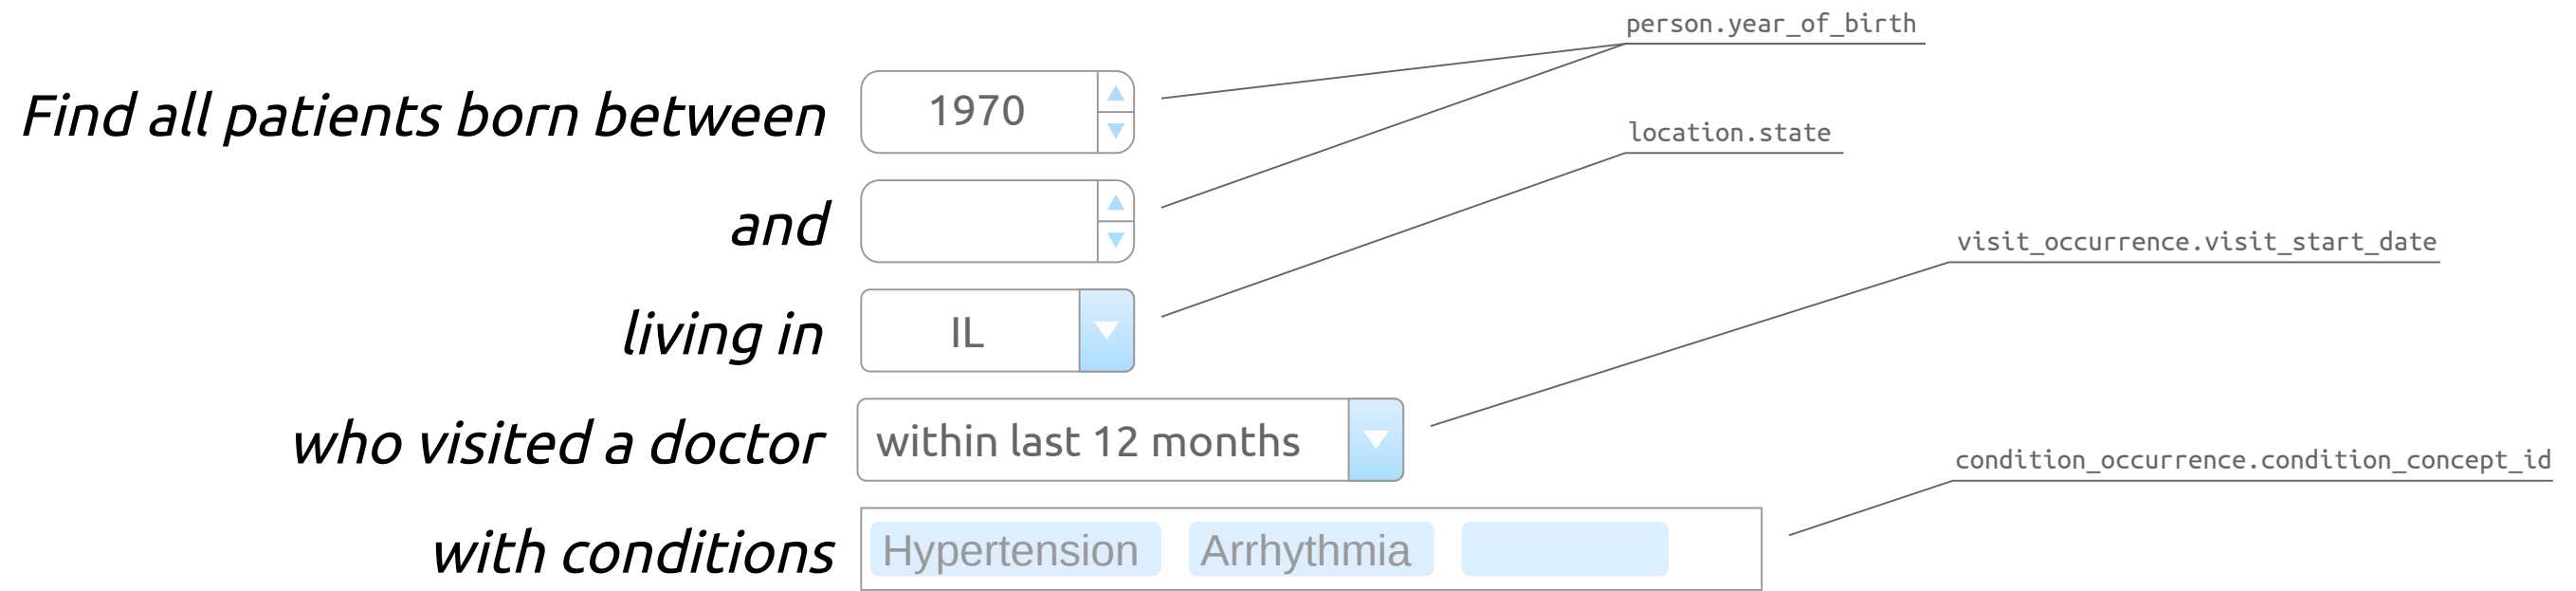 person.year_of_birth
Find all patients born between 1970
location.state
and
visit_occurrence.visit_start_date
living in IL
who visited a doctor within last 12 months
condition_occurrence.condition_concept_id
with conditions Hypertension Arrhythmia